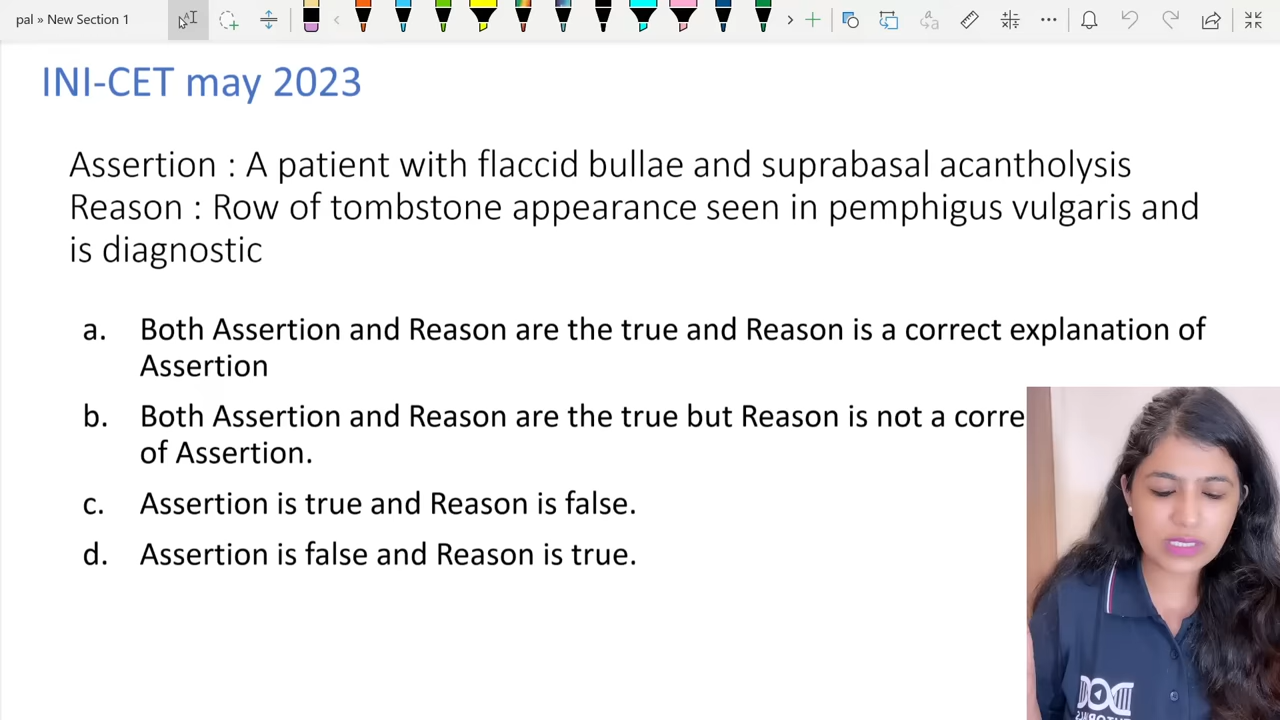 pal » New Section 1
INI-CET may 2023
Assertion : A patient with flaccid bullae and suprabasal acantholysis
Reason : Row of tombstone appearance seen in pemphigus vulgaris and
is diagnostic
a. Both Assertion and Reason are the true and Reason is a correct explanation of
Assertion
b. Both Assertion and Reason are the true but Reason is not a corre
of Assertion.
c. Assertion is true and Reason is false.
d. Assertion is false and Reason is true.